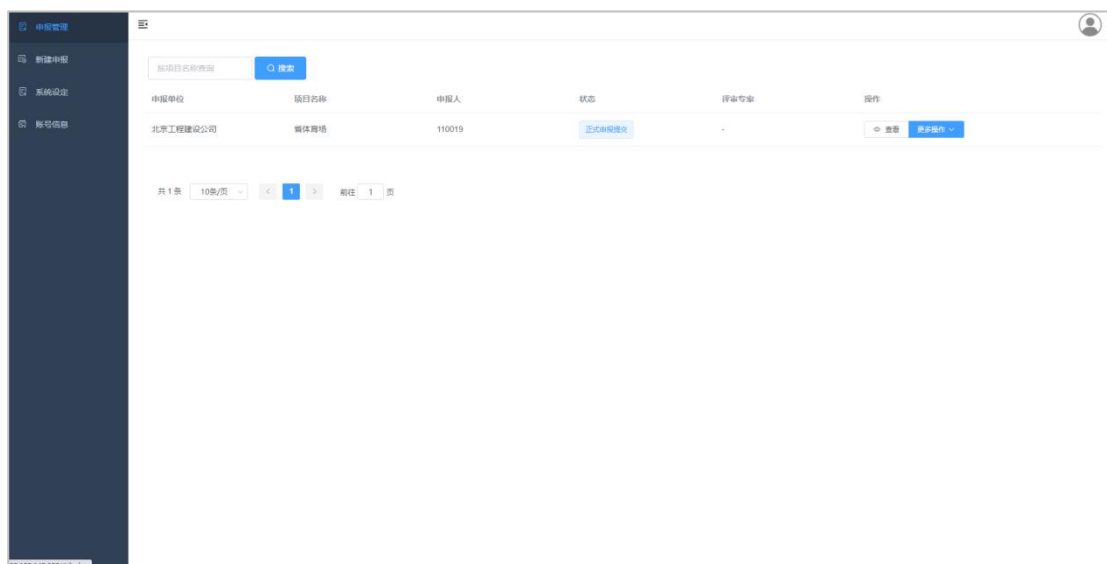 申报管理
新建申报
系统设定
账号信息
按项目名称查询
搜索
申报单位 项目名称 申报人 状态 评审专家 操作
北京工程建设公司 省体育场 110019 正式申报提交 - 查看 更多操作
共 1 条 10条/页 1 前往 1 页